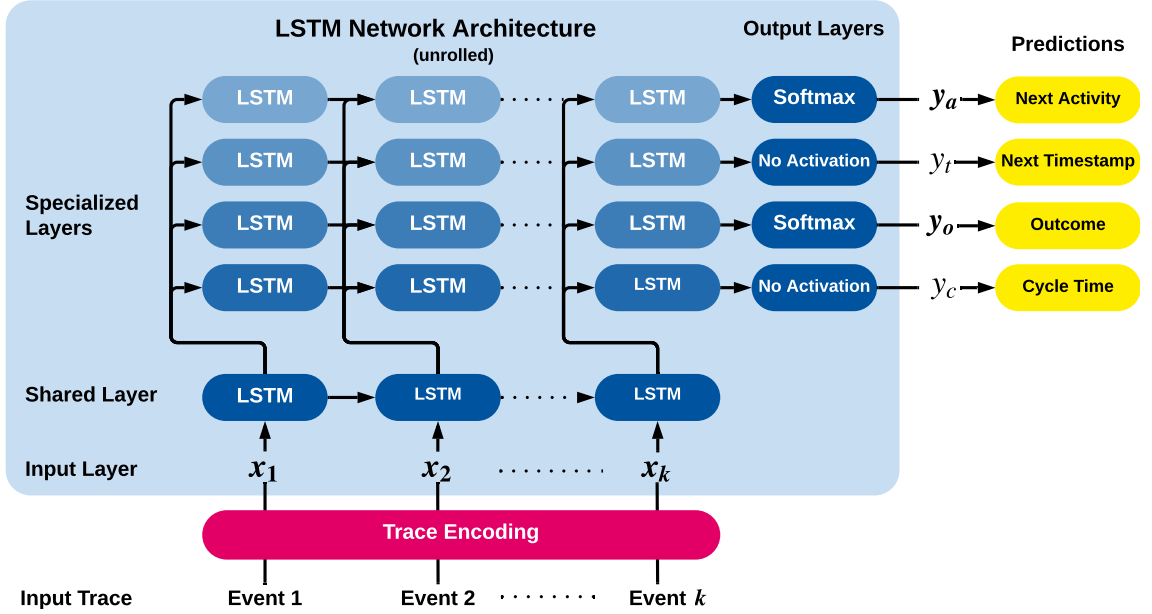 LSTM Network Architecture
(unrolled)
Output Layers
Predictions
LSTM LSTM LSTM Softmax yₐ Next Activity
LSTM LSTM LSTM No Activation yₜ Next Timestamp
Specialized
Layers
LSTM LSTM LSTM Softmax yₒ Outcome
LSTM LSTM LSTM No Activation y_c Cycle Time
Shared Layer LSTM LSTM LSTM
Input Layer x₁ x₂ xₖ
Trace Encoding
Input Trace Event 1 Event 2 Event k